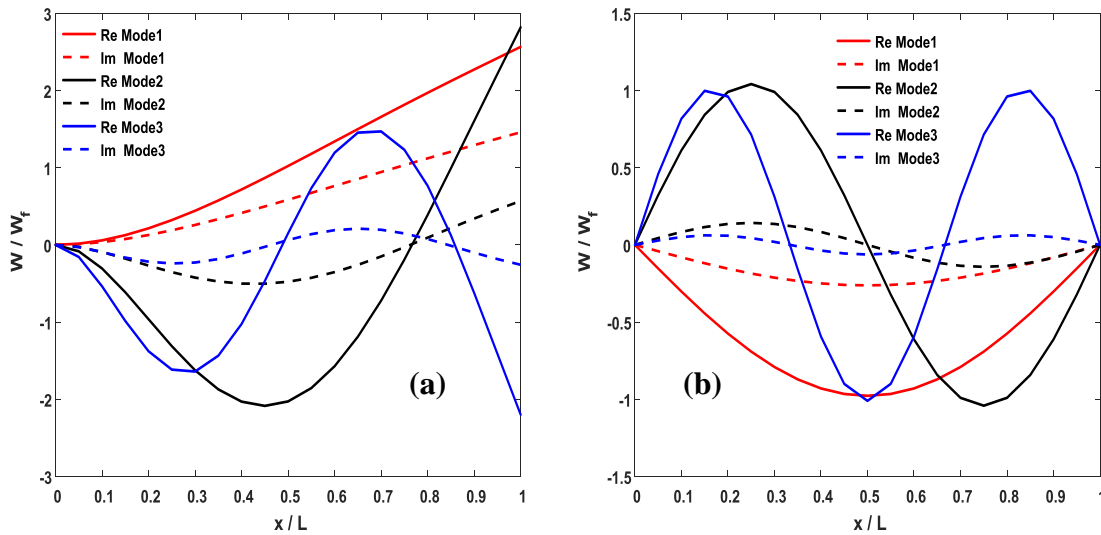 3
2
1
0
-1
-2
-3
w / w_f
Re Mode1
Im Mode1
Re Mode2
Im Mode2
Re Mode3
Im Mode3
(a)
0 0.1 0.2 0.3 0.4 0.5 0.6 0.7 0.8 0.9 1
x / L
1.5
1
0.5
0
-0.5
-1
-1.5
w / w_f
Re Mode1
Im Mode1
Re Mode2
Im Mode2
Re Mode3
Im Mode3
(b)
0 0.1 0.2 0.3 0.4 0.5 0.6 0.7 0.8 0.9 1
x / L